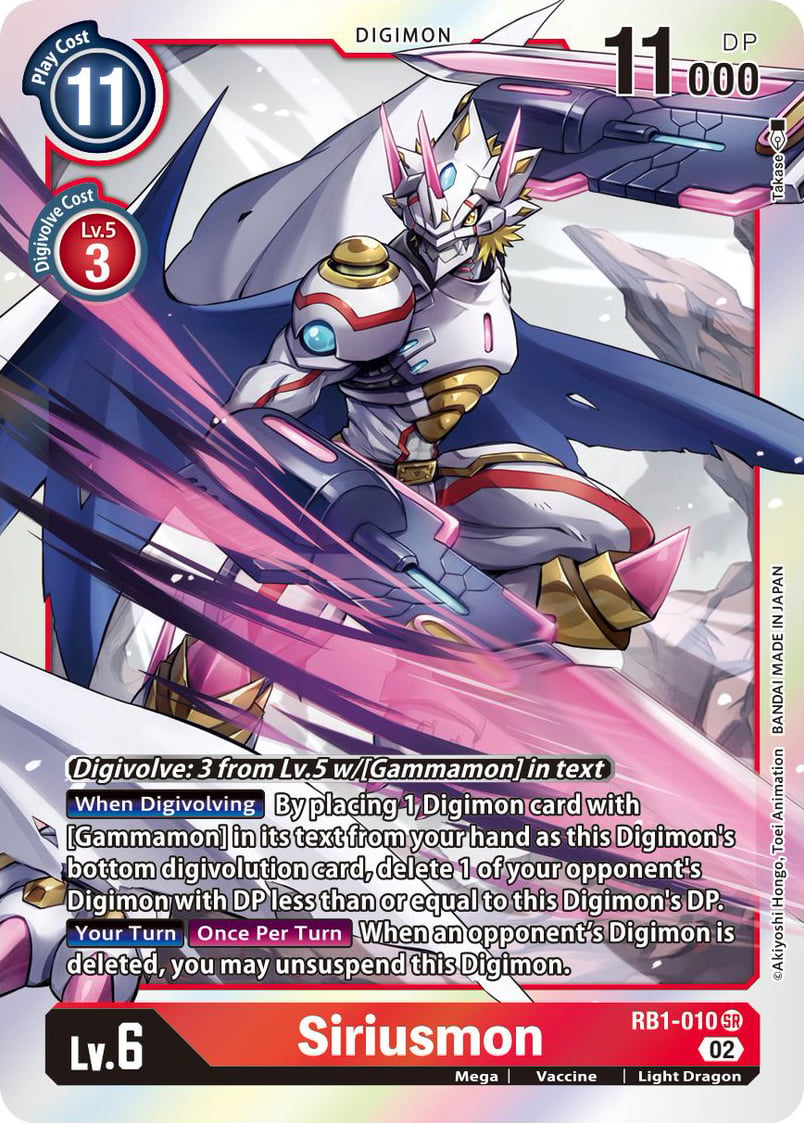 DIGIMON
Play Cost
11
11000
DP
Digivolve Cost
Lv.5
3
Takase
Digivolve: 3 from Lv.5 w/[Gammamon] in text
When Digivolving By placing 1 Digimon card with
[Gammamon] in its text from your hand as this Digimon's
bottom digivolution card, delete 1 of your opponent's
Digimon with DP less than or equal to this Digimon's DP.
Your Turn Once Per Turn When an opponent's Digimon is
deleted, you may unsuspend this Digimon.
©Akiyoshi Hongo, Toei Animation BANDAI MADE IN JAPAN
Lv.6
Siriusmon
RB1-010 SR
02
Mega | Vaccine | Light Dragon